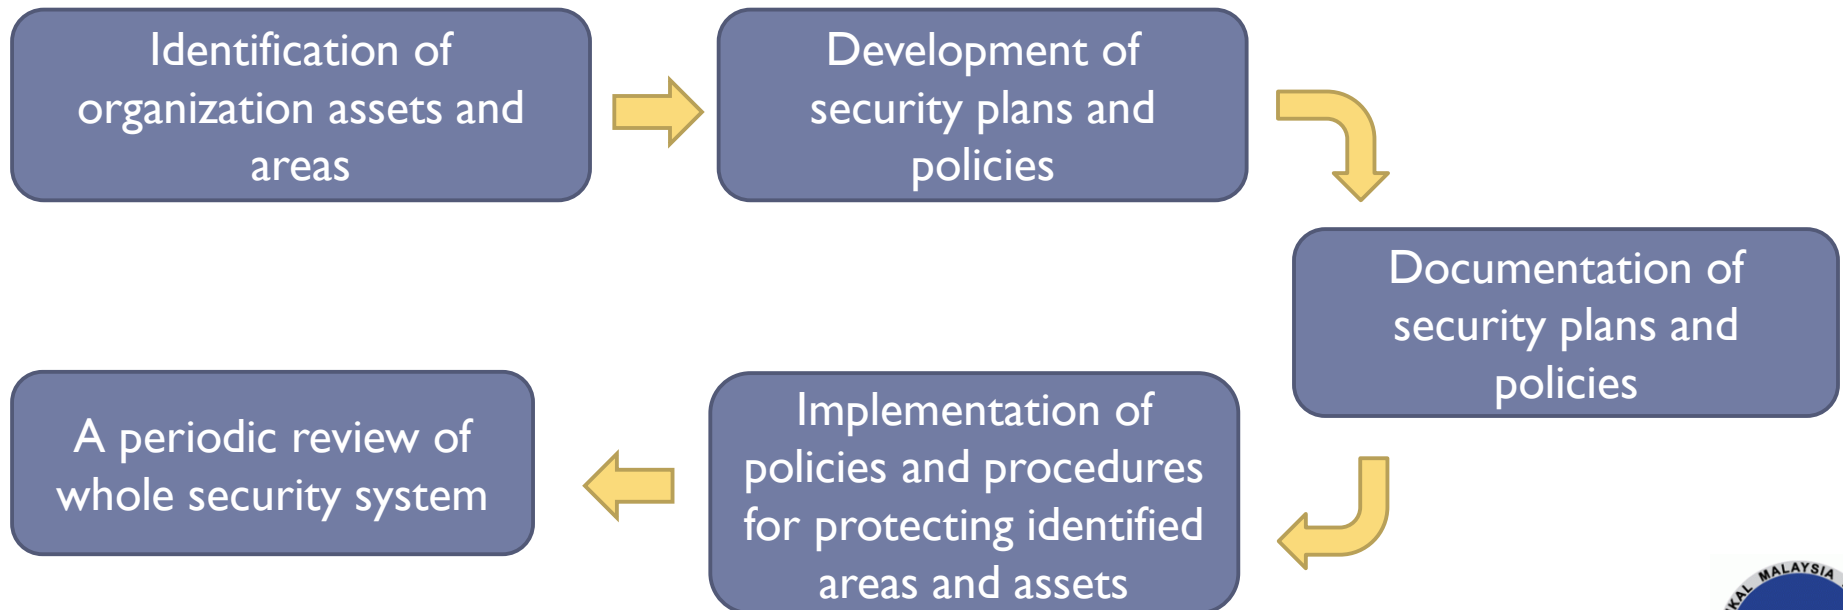 Identification of
organization assets and
areas
Development of
security plans and
policies
Documentation of
security plans and
policies
Implementation of
policies and procedures
for protecting identified
areas and assets
A periodic review of
whole security system
MALAYSIA